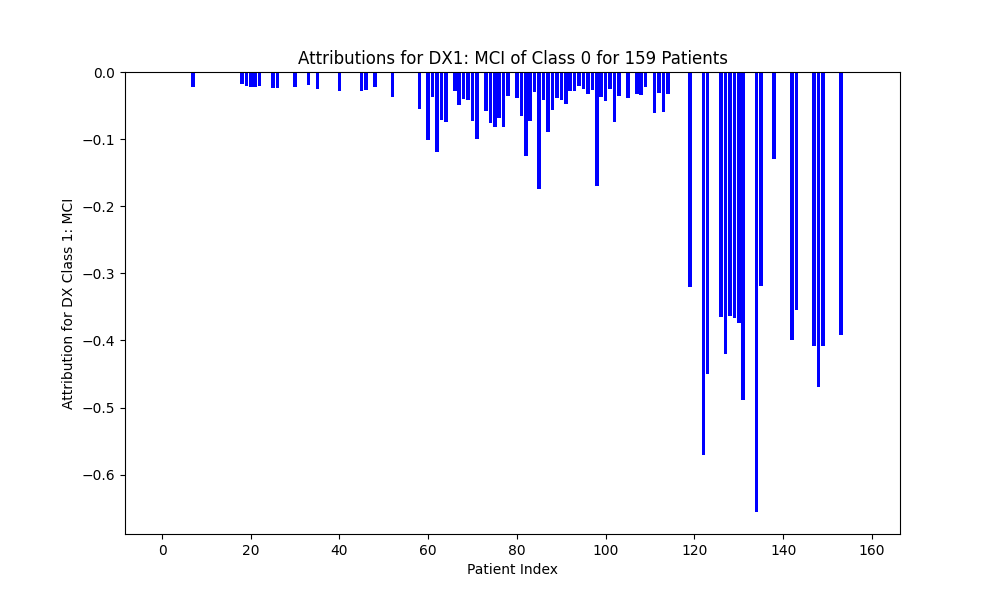 Attributions for DX1: MCI of Class 0 for 159 Patients
0.0
−0.1
−0.2
−0.3
−0.4
−0.5
−0.6
Attribution for DX Class 1: MCI
0 20 40 60 80 100 120 140 160
Patient Index